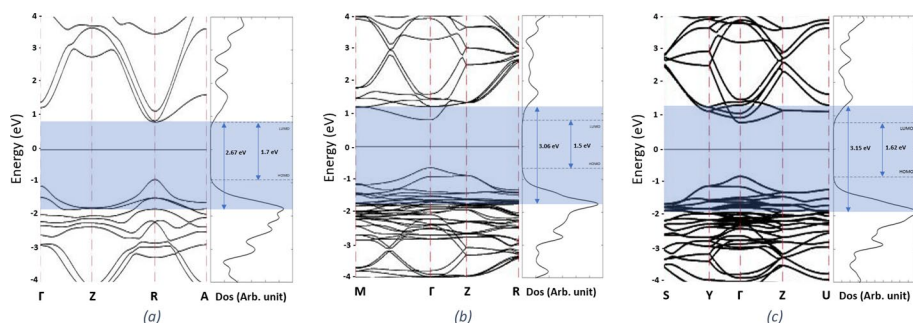 (a)
(b)
(c)
Energy (eV)
4
3
2
1
0
-1
-2
-3
-4
LUMO
2.67 eV
1.7 eV
HOMO
Γ
Z
R
A
Dos (Arb. unit)
(a)
Energy (eV)
4
3
2
1
0
-1
-2
-3
-4
LUMO
3.06 eV
1.5 eV
HOMO
M
Γ
Z
R
Dos (Arb. unit)
(b)
Energy (eV)
4
3
2
1
0
-1
-2
-3
-4
LUMO
3.15 eV
1.62 eV
HOMO
S
Y
Γ
Z
U
Dos (Arb. unit)
(c)